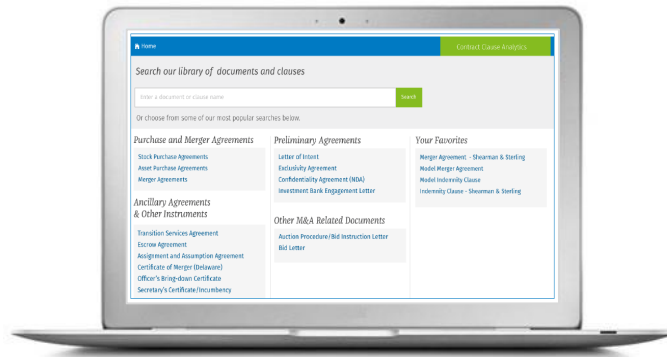 Home
Contract Clause Analytics
Search our library of documents and clauses
Enter a document or clause name
Search
Or choose from some of our most popular searches below.
Purchase and Merger Agreements
Stock Purchase Agreements
Asset Purchase Agreements
Merger Agreements
Ancillary Agreements
& Other Instruments
Transition Services Agreement
Escrow Agreement
Assignment and Assumption Agreement
Certificate of Merger (Delaware)
Officer's Bring-down Certificate
Secretary's Certificate/Incumbency
Preliminary Agreements
Letter of Intent
Exclusivity Agreement
Confidentiality Agreement (NDA)
Investment Bank Engagement Letter
Other M&A Related Documents
Auction Procedure/Bid Instruction Letter
Bid Letter
Your Favorites
Merger Agreement - Shearman & Sterling
Model Merger Agreement
Model Indemnity Clause
Indemnity Clause - Shearman & Sterling